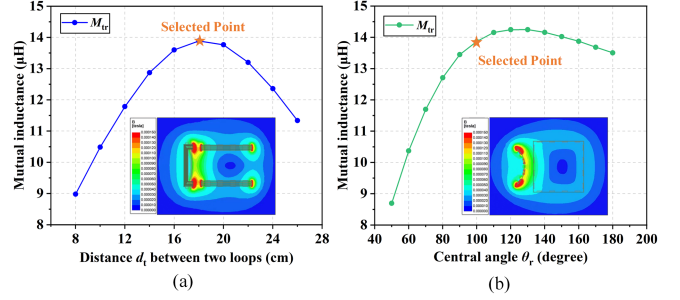 15
14
13
12
11
10
9
8
Mutual inductance (μH)
M_tr
Selected Point
B [tesla]
6 8 10 12 14 16 18 20 22 24 26 28
Distance d_t between two loops (cm)
(a)
15
14
13
12
11
10
9
8
Mutual inductance (μH)
M_tr
Selected Point
B [tesla]
40 60 80 100 120 140 160 180 200
Central angle θ_r (degree)
(b)